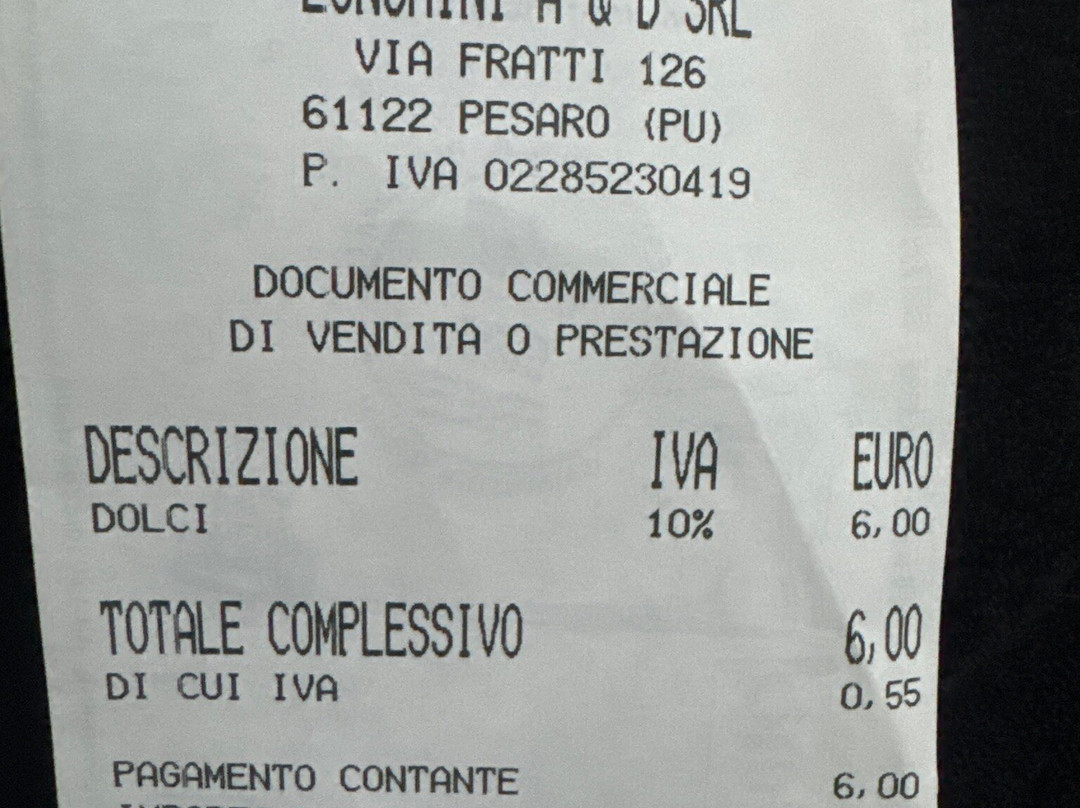 A & D SRL
VIA FRATTI 126
61122 PESARO (PU)
P. IVA 02285230419
DOCUMENTO COMMERCIALE
DI VENDITA O PRESTAZIONE
DESCRIZIONE IVA EURO
DOLCI 10% 6,00
TOTALE COMPLESSIVO 6,00
DI CUI IVA 0,55
PAGAMENTO CONTANTE 6,00